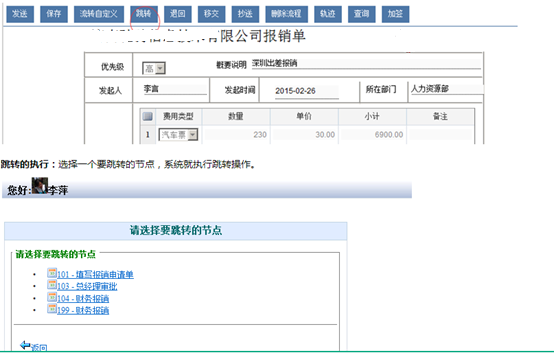 发送 保存 流转自定义 跳转 退回 移交 抄送 删除流程 轨迹 查询 加签
有限公司报销单
优先级 高 概要说明 深圳出差报销
发起人 李言 发起时间 2015-02-26 所在部门 人力资源部
费用类型 数量 单价 小计 备注
1 汽车票 230 30.00 6900.00
跳转的执行：选择一个要跳转的节点，系统就执行跳转操作。
您好:李萍
请选择要跳转的节点
请选择要跳转的节点
101 - 填写报销申请单
103 - 总经理审批
104 - 财务报销
199 - 财务报销
返回